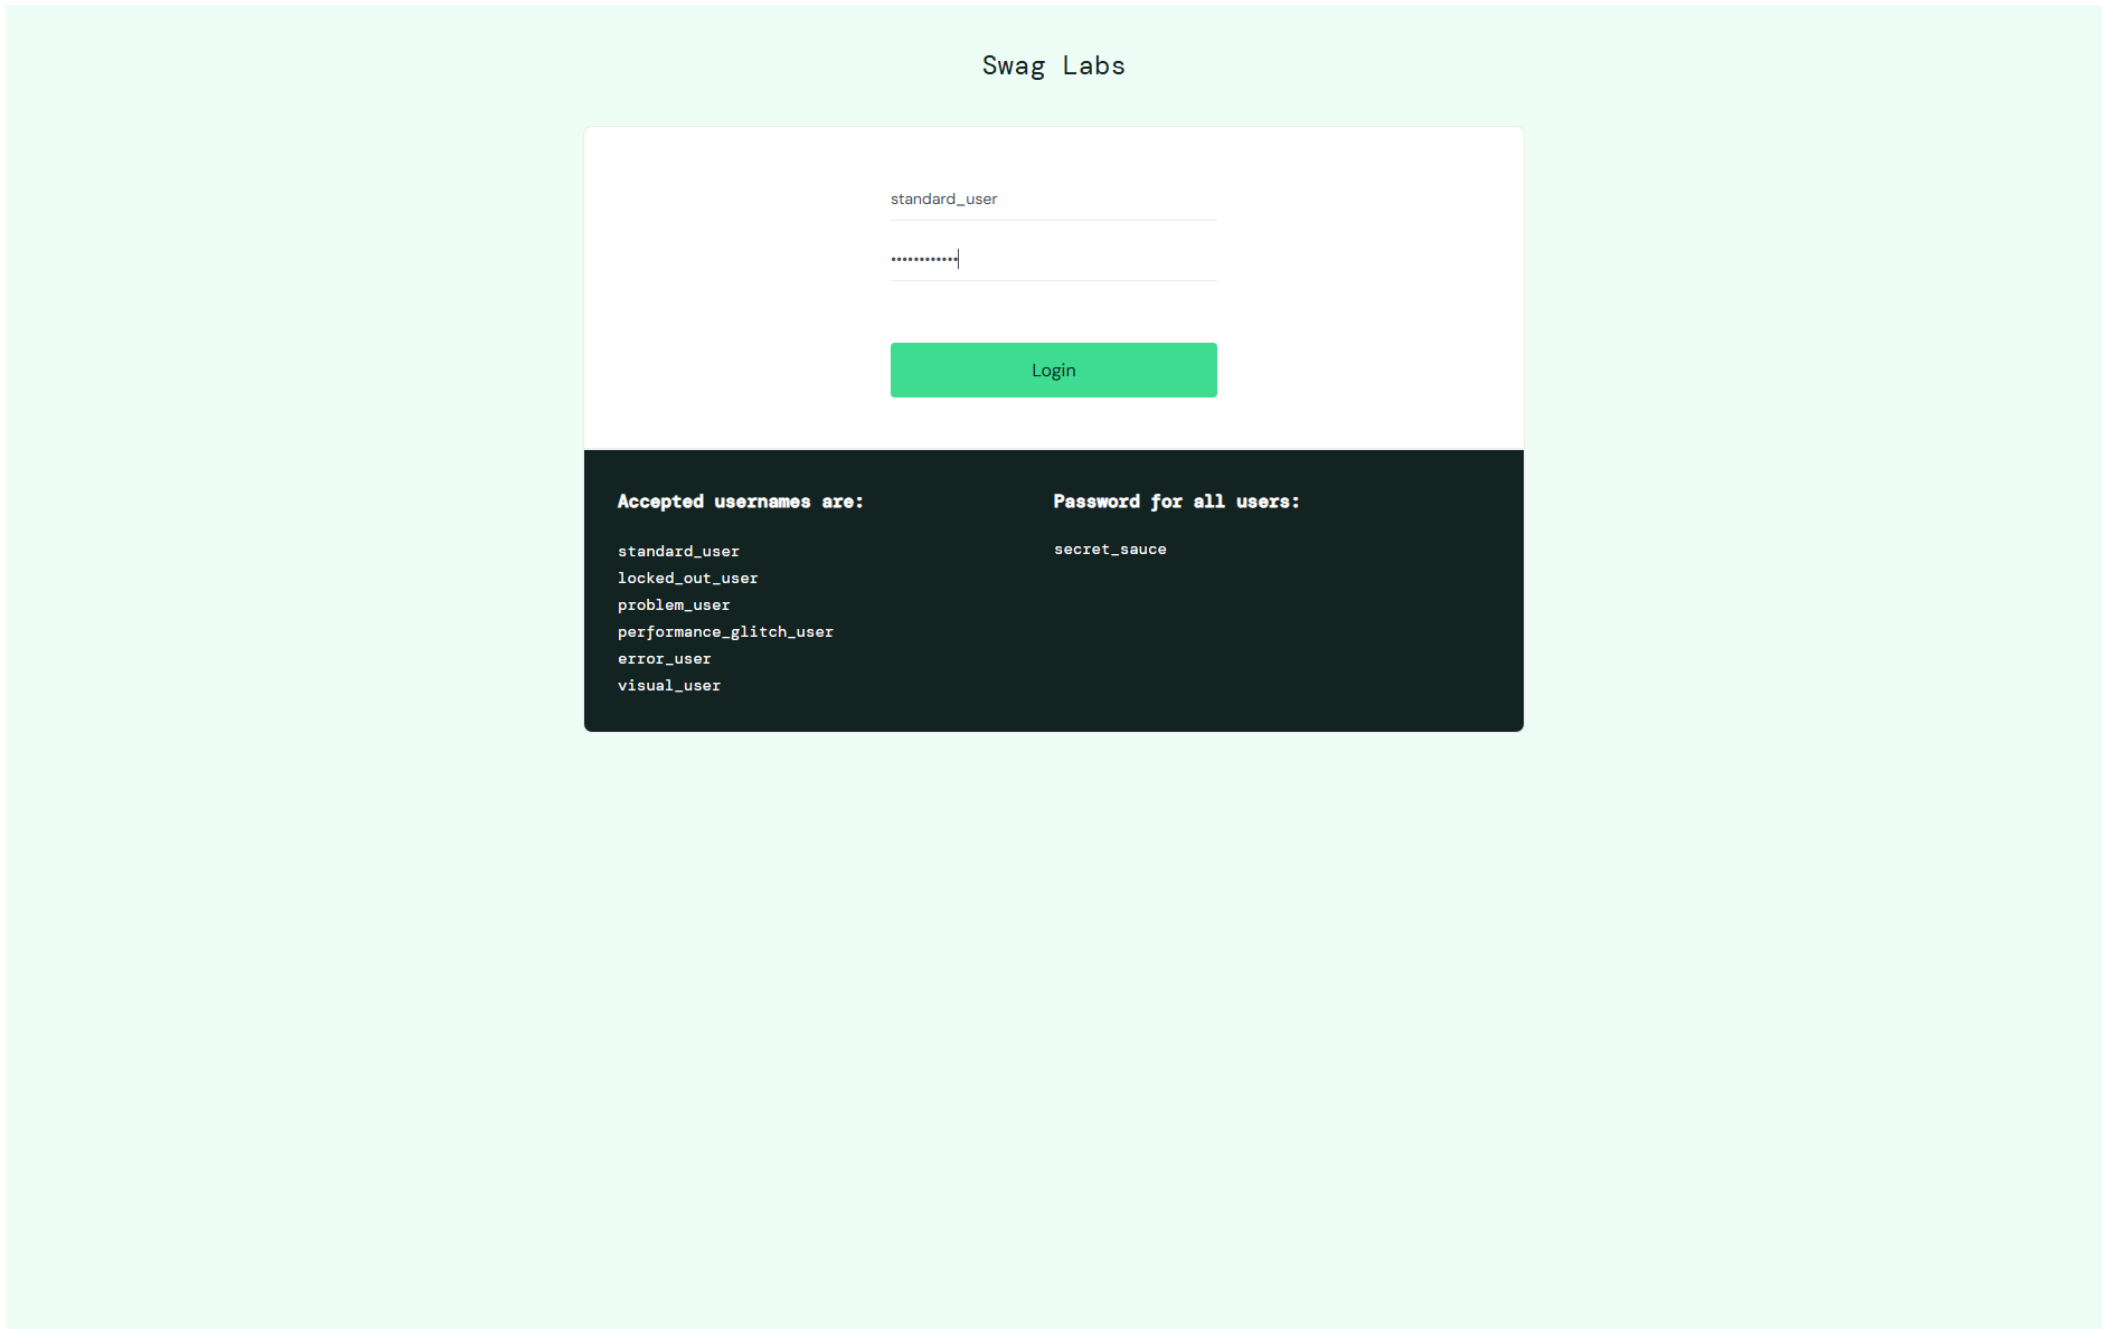 Swag Labs
standard_user
••••••••••••
Login
Accepted usernames are:
standard_user
locked_out_user
problem_user
performance_glitch_user
error_user
visual_user
Password for all users:
secret_sauce